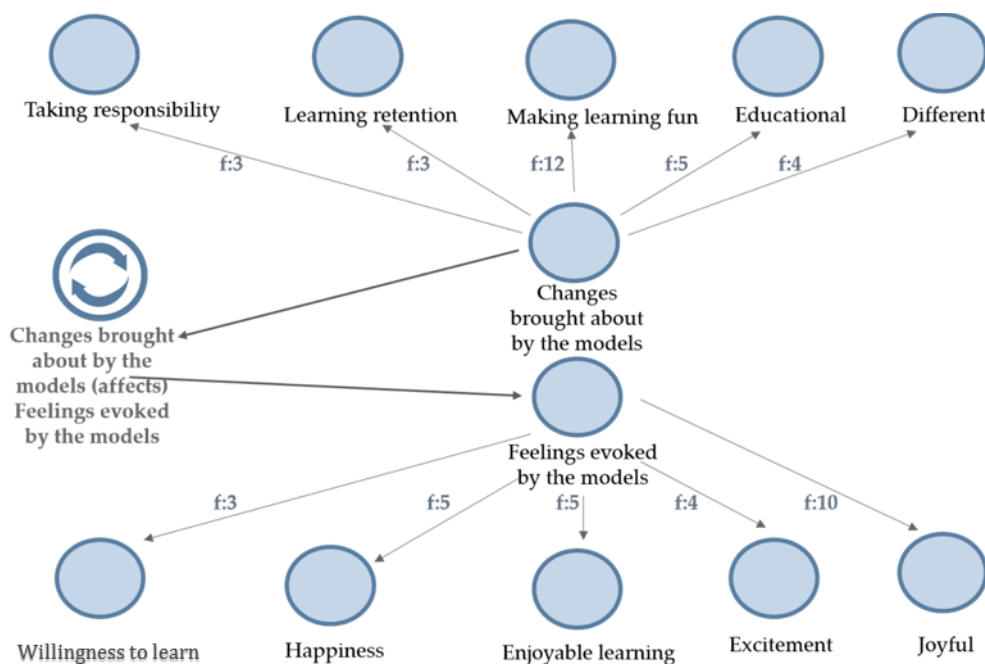 Taking responsibility
Learning retention
Making learning fun
Educational
Different
f:3
f:3
f:12
f:5
f:4
Changes
brought about
by the models
Changes brought
about by the
models (affects)
Feelings evoked
by the models
Feelings evoked
by the models
f:3
f:5
f:5
f:4
f:10
Willingness to learn
Happiness
Enjoyable learning
Excitement
Joyful